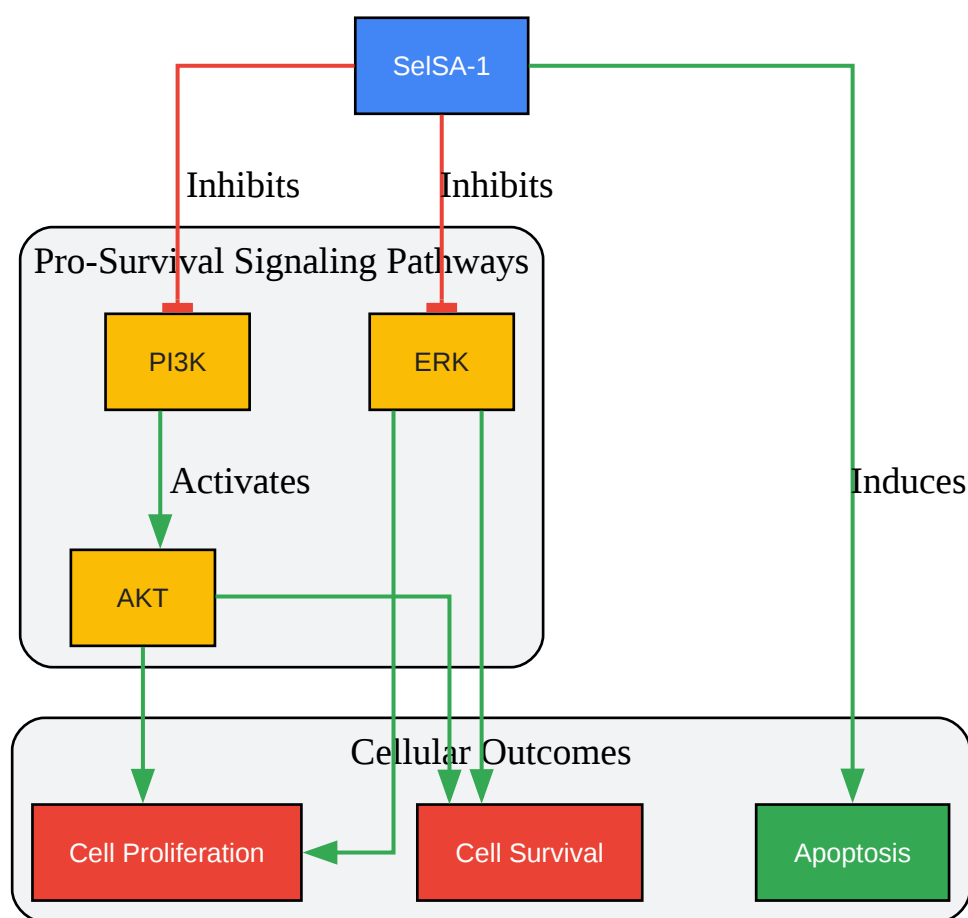 SelSA-1
Inhibits
Inhibits
Pro-Survival Signaling Pathways
PI3K
ERK
Activates
Induces
AKT
Cellular Outcomes
Cell Proliferation
Cell Survival
Apoptosis